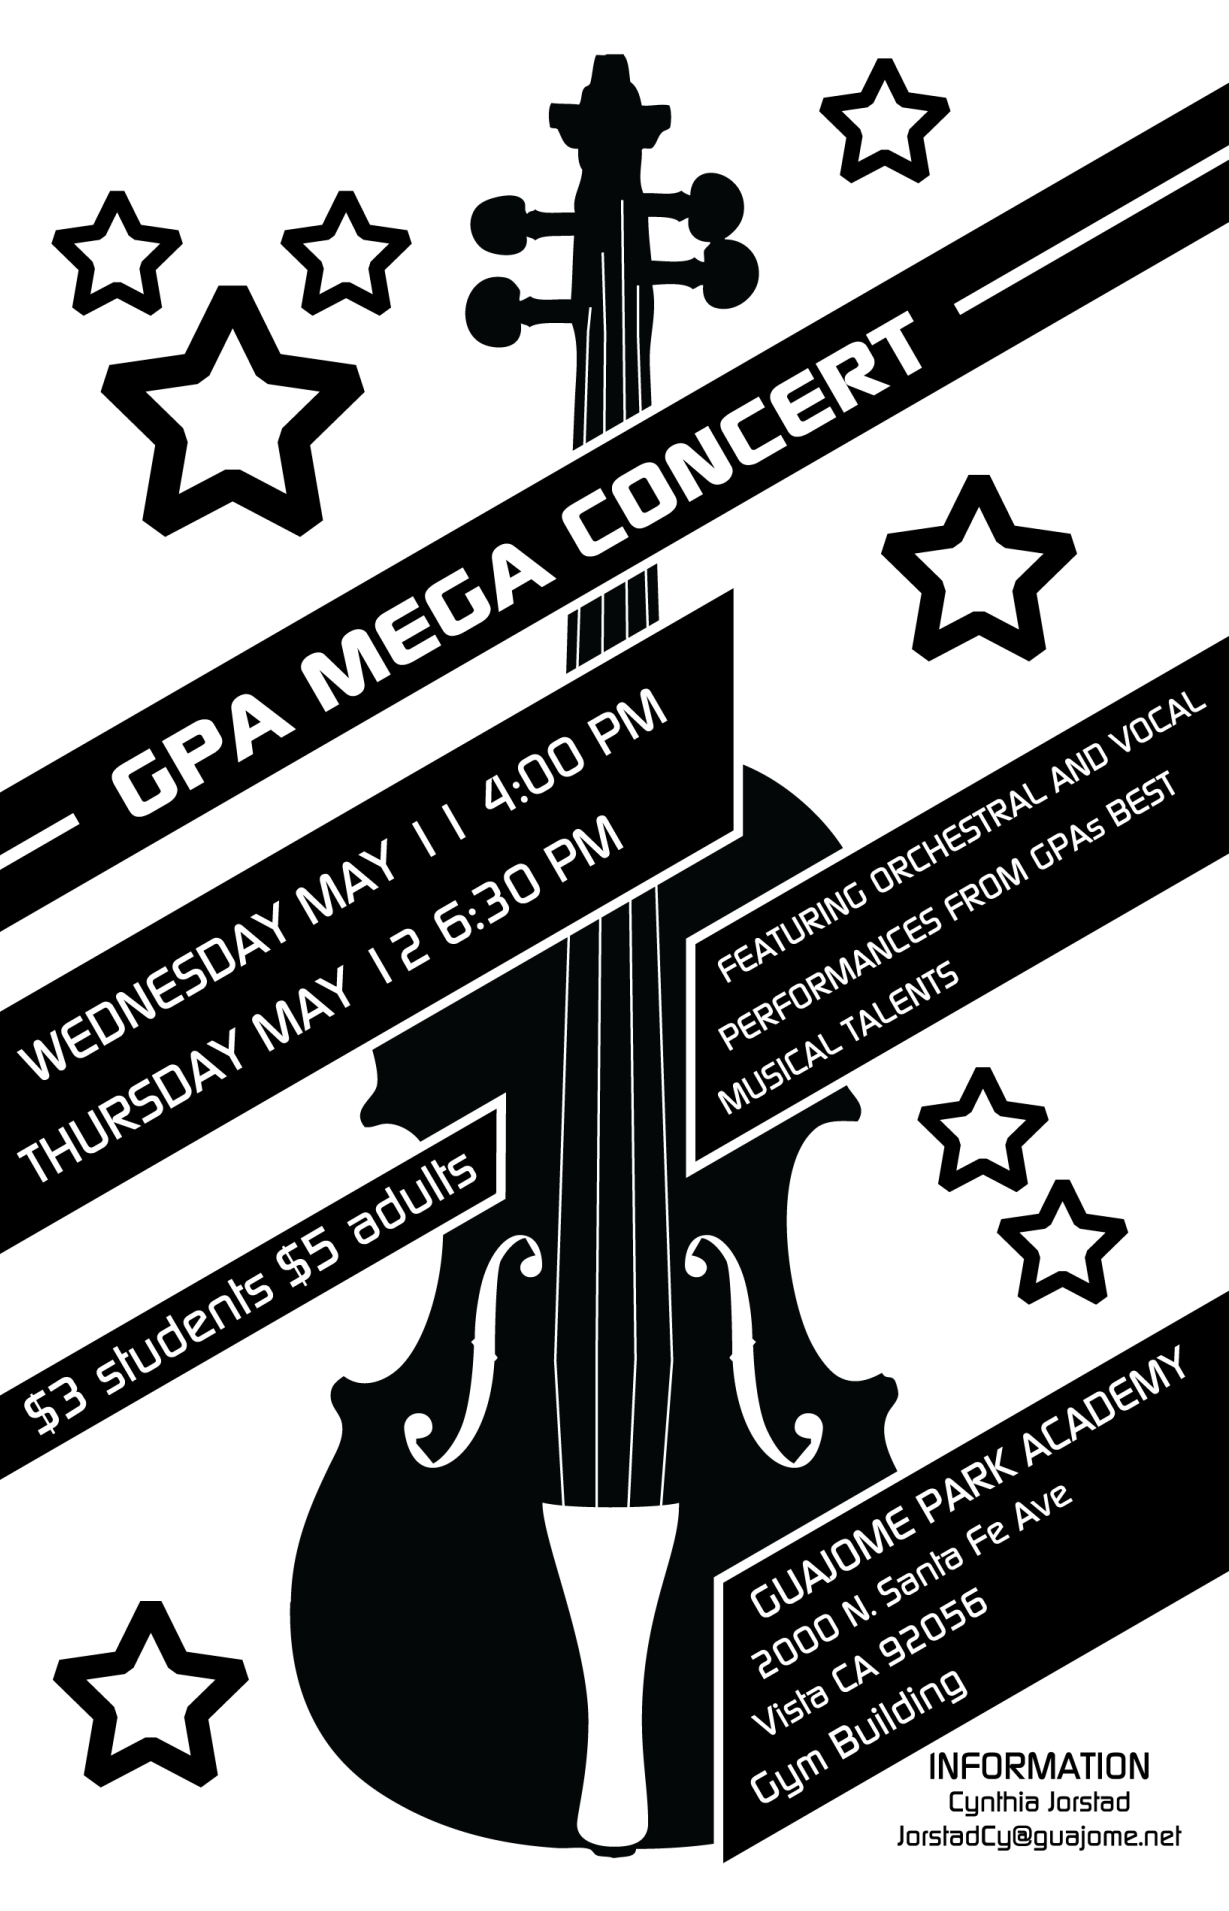 GPA MEGA CONCERT
WEDNESDAY MAY 11 4:00 PM
THURSDAY MAY 12 6:30 PM
FEATURING ORCHESTRAL AND VOCAL
PERFORMANCES FROM GPAs BEST
MUSICAL TALENTS
$3 students $5 adults
GUAJOME PARK ACADEMY
2000 N. Santa Fe Ave
Vista CA 92056
Gym Building
INFORMATION
Cynthia Jorstad
JorstadCy@guajome.net